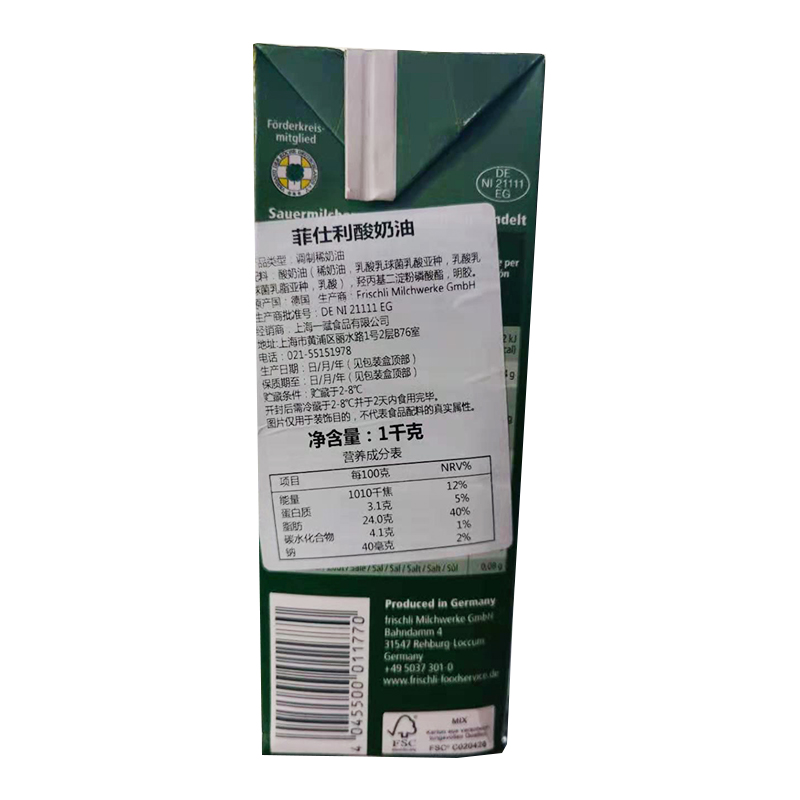 Förderkreis-
mitglied
DE
NI 21111
EG
Sauermilch
ndelt
菲仕利酸奶油
品类型：调制稀奶油
料：酸奶油（稀奶油，乳酸乳球菌乳酸亚种，乳酸乳
球菌乳脂亚种，乳酸），羟丙基二淀粉磷酸酯，明胶。
原产国：德国 生产商：Frischli Milchwerke GmbH
生产商批准号：DE NI 21111 EG
经销商：上海一斌食品有限公司
地址:上海市黄浦区丽水路1号2层B76室
电话：021-55151978
生产日期：日/月/年（见包装盒顶部）
保质期至：日/月/年（见包装盒顶部）
贮藏条件：贮藏于2-8℃
开封后需冷藏于2-8℃并于2天内食用完毕。
图片仅用于装饰目的，不代表食品配料的真实属性。
净含量：1千克
营养成分表
项目 每100克 NRV%
能量 1010千焦 12%
蛋白质 3.1克 5%
脂肪 24.0克 40%
碳水化合物 4.1克 1%
钠 40毫克 2%
e per
2 kJ
4 g
g
/ Sale / Sal / Sal / Salt / Salt / Sól 0,09 g
Produced in Germany
frischli Milchwerke GmbH
Bahndamm 4
31547 Rehburg-Loccum
Germany
+49 5037 301-0
www.frischli-foodservice.de
4 045500 011770
FSC
MIX
FSC® C020428